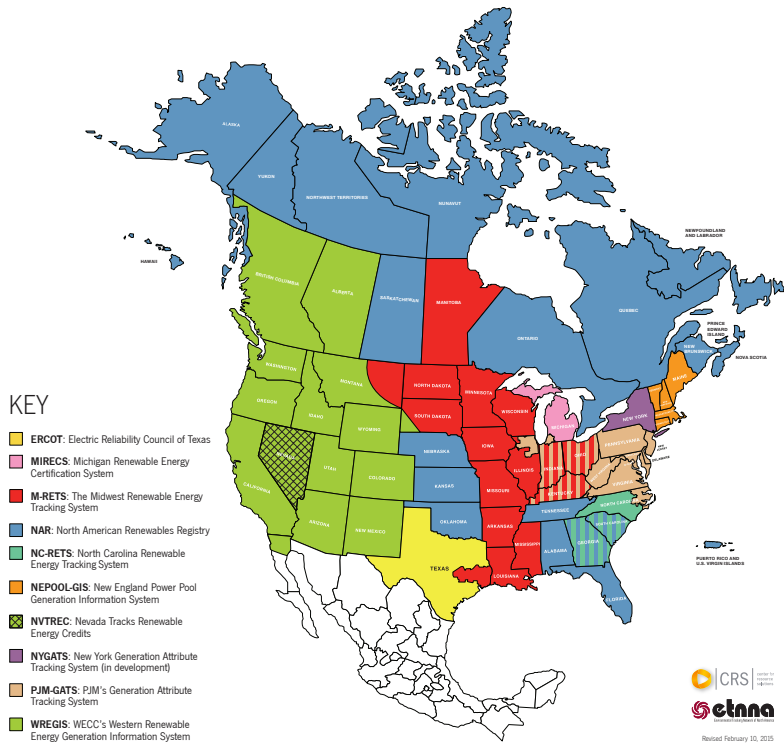 ALASKA
YUKON
NORTHWEST TERRITORIES
NUNAVUT
HAWAII
NEWFOUNDLAND
AND LABRADOR
BRITISH COLUMBIA
ALBERTA
SASKATCHEWAN
MANITOBA
ONTARIO
QUEBEC
PRINCE
EDWARD
ISLAND
NEW
BRUNSWICK
NOVA SCOTIA
WASHINGTON
MONTANA
NORTH DAKOTA
MINNESOTA
WISCONSIN
MICHIGAN
NEW YORK
MAINE
OREGON
IDAHO
WYOMING
SOUTH DAKOTA
IOWA
NEBRASKA
ILLINOIS
INDIANA
OHIO
PENNSYLVANIA
NEW
JERSEY
DELAWARE
UTAH
COLORADO
KANSAS
MISSOURI
KENTUCKY
VIRGINIA
CALIFORNIA
ARIZONA
NEW MEXICO
OKLAHOMA
ARKANSAS
TENNESSEE
NORTH CAROLINA
SOUTH CAROLINA
TEXAS
LOUISIANA
MISSISSIPPI
ALABAMA
GEORGIA
FLORIDA
PUERTO RICO AND
U.S. VIRGIN ISLANDS
KEY
ERCOT: Electric Reliability Council of Texas
MIRECS: Michigan Renewable Energy
Certification System
M-RETS: The Midwest Renewable Energy
Tracking System
NAR: North American Renewables Registry
NC-RETS: North Carolina Renewable
Energy Tracking System
NEPOOL-GIS: New England Power Pool
Generation Information System
NVTREC: Nevada Tracks Renewable
Energy Credits
NYGATS: New York Generation Attribute
Tracking System (in development)
PJM-GATS: PJM's Generation Attribute
Tracking System
WREGIS: WECC's Western Renewable
Energy Generation Information System
CRS
center for
resource
solutions
etnna
Revised February 10, 2015